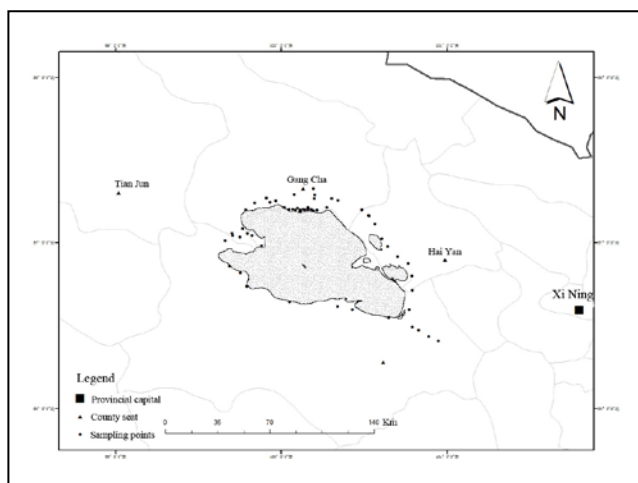 N
Gang Cha
Tian Jun
Hai Yan
Xi Ning
Legend
Provincial capital
County seat
Sampling points
0 36 70 140 Km